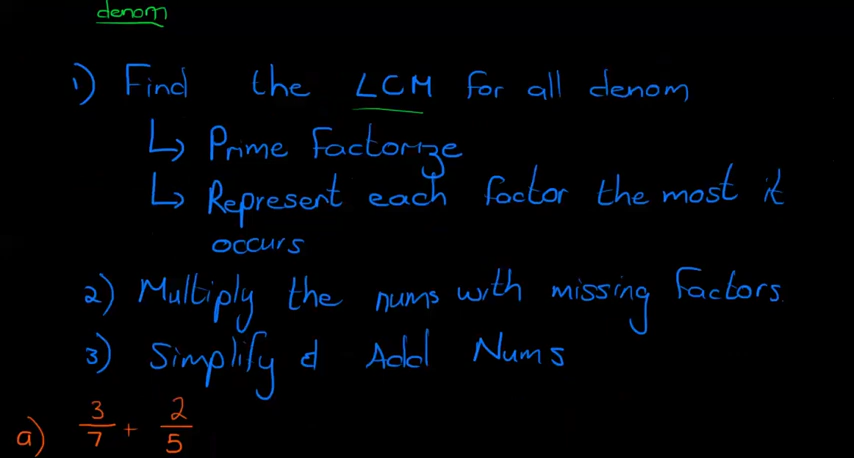 denom
1) Find the LCM for all denom
↳ Prime Factorize
↳ Represent each factor the most it
occurs
2) Multiply the nums with missing Factors.
3) Simplify & Add Nums
a) 3/7 + 2/5